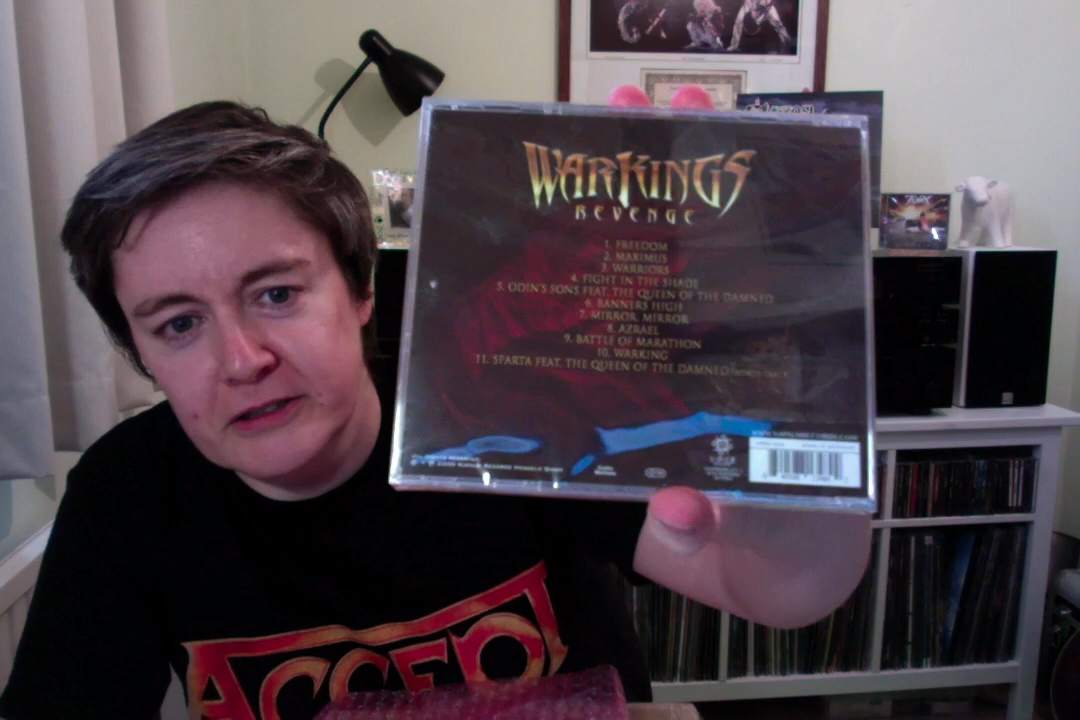 WARKINGS
REVENGE
1. FREEDOM
2. MAXIMUS
3. WARRIORS
4. FIGHT IN THE SHADE
5. ODIN'S SONS FEAT. THE QUEEN OF THE DAMNED
6. BANNERS HIGH
7. MIRROR, MIRROR
8. AZRAEL
9. BATTLE OF MARATHON
10. WARKING
11. SPARTA FEAT. THE QUEEN OF THE DAMNED (BONUS TRACK)
ACCEPT